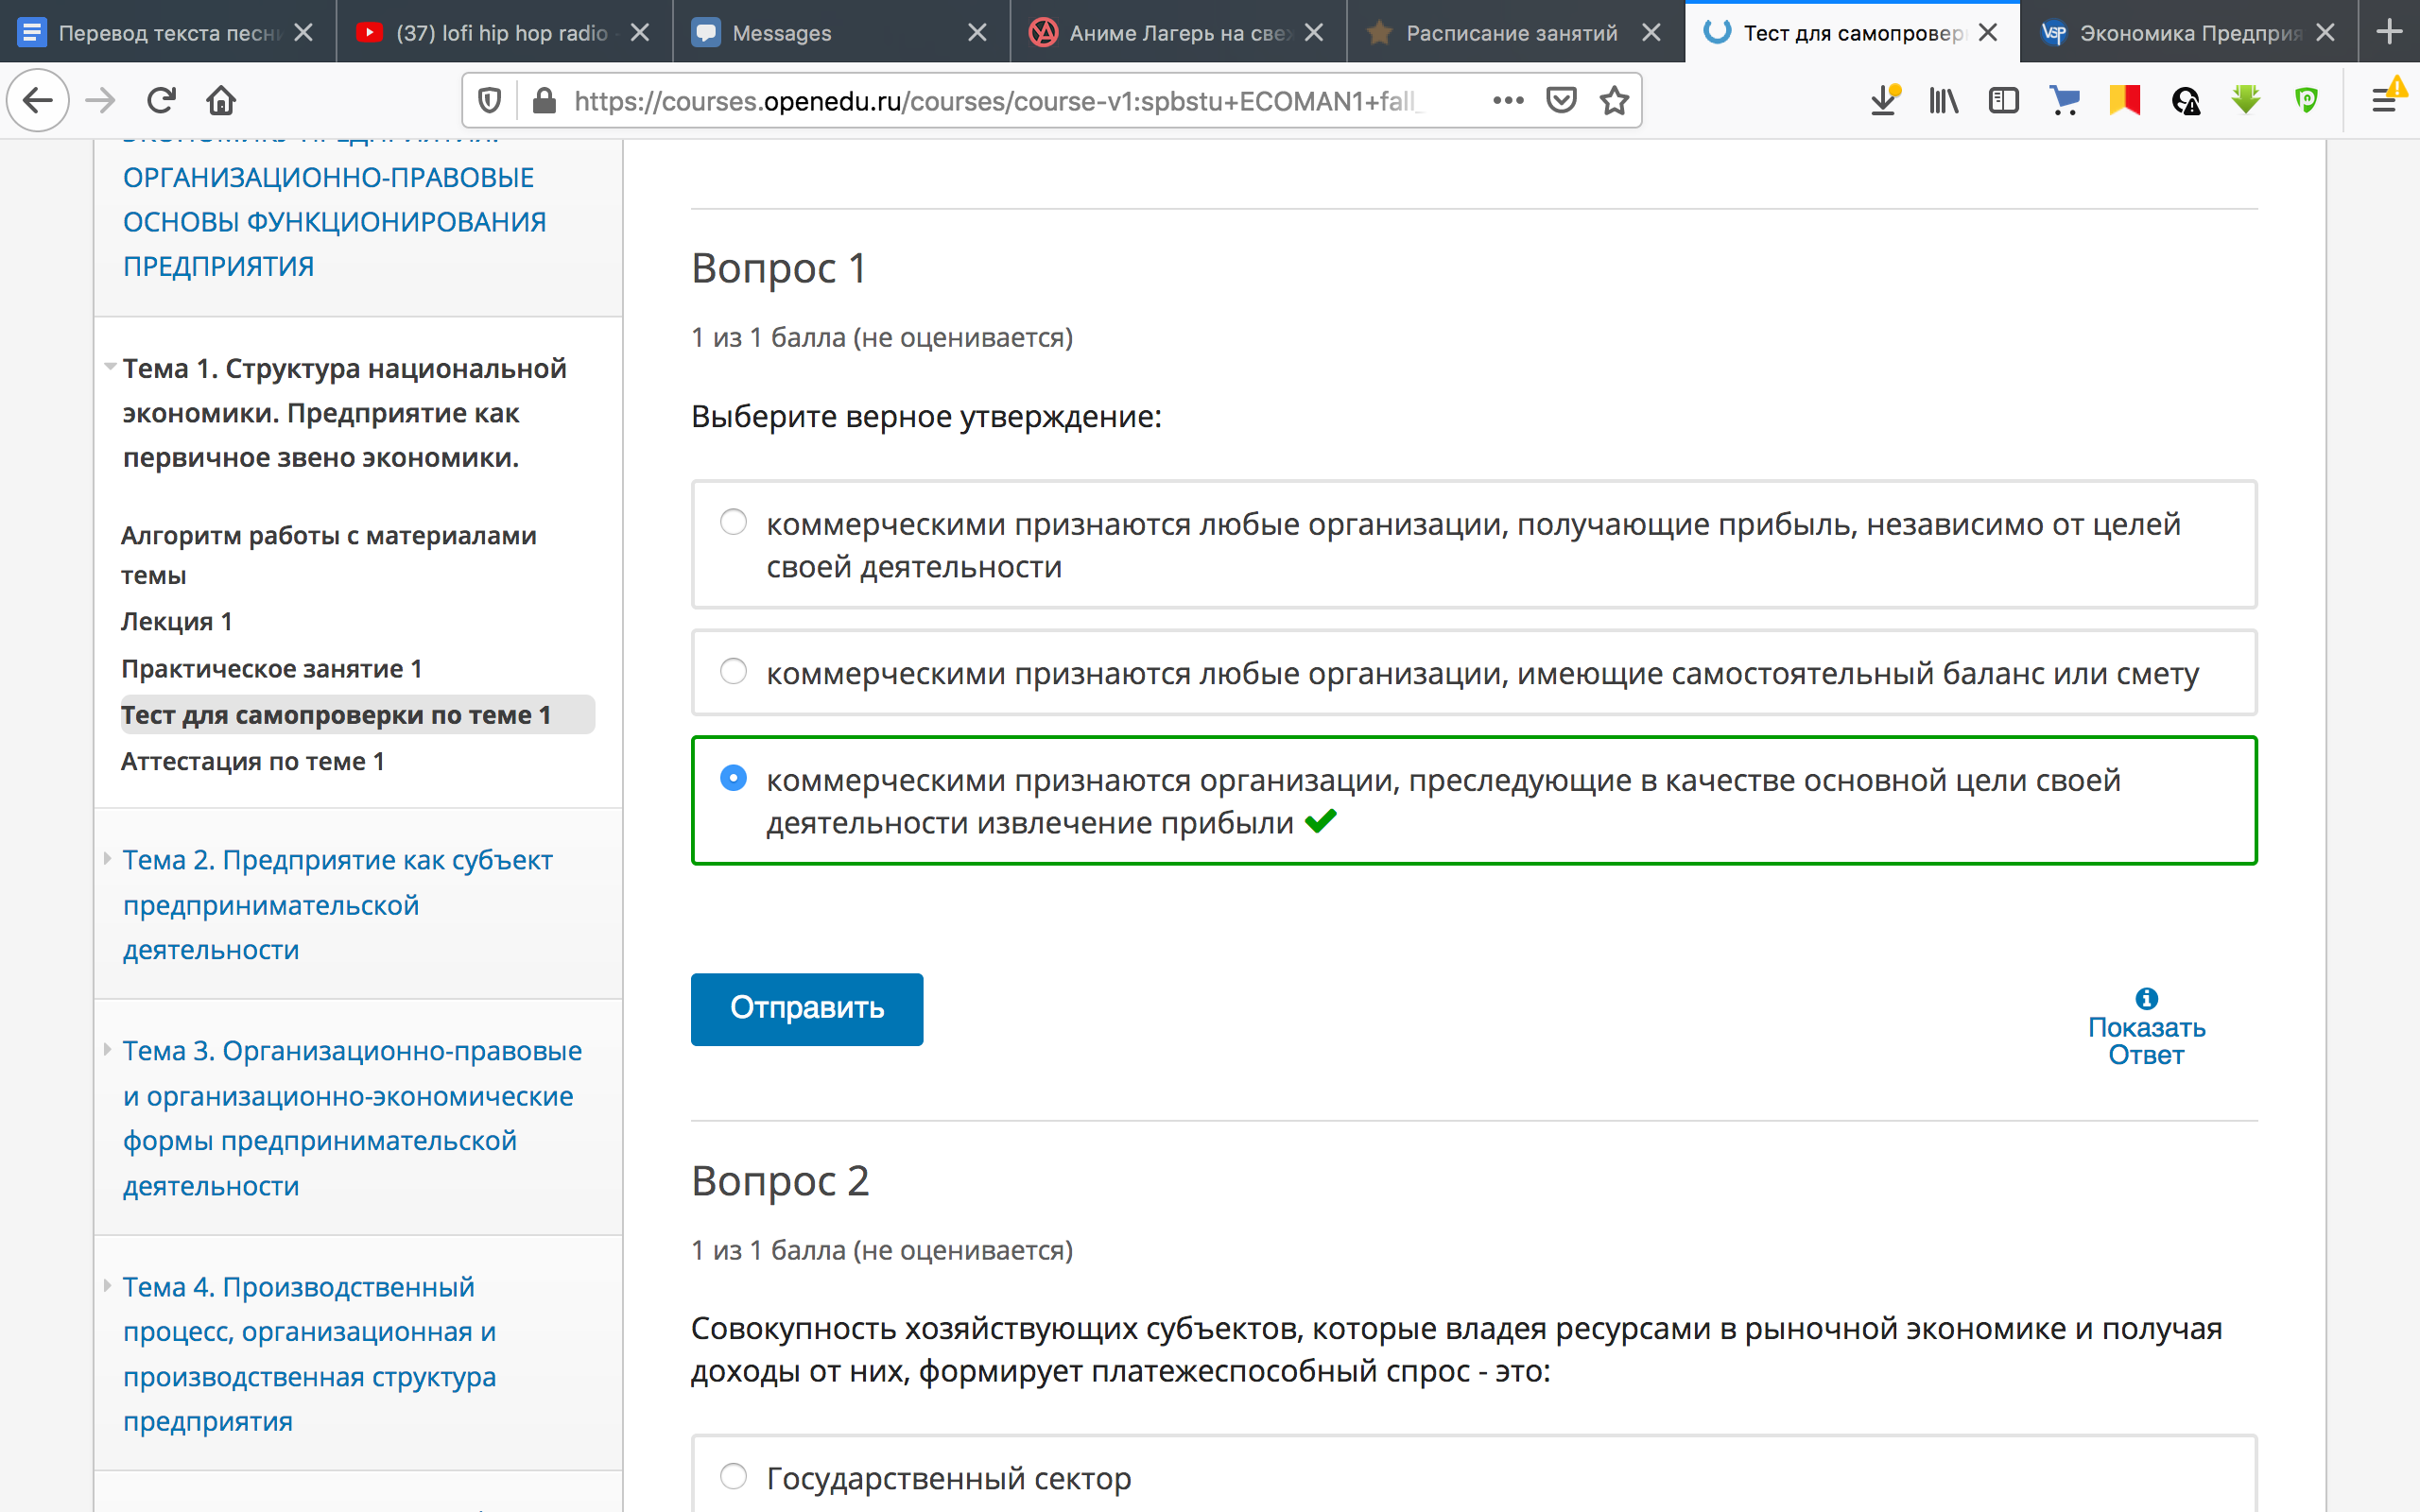 Перевод текста песн
(37) lofi hip hop radio -
Messages
Аниме Лагерь на свеж
Расписание занятий
Тест для самопровер
VSP Экономика Предприя
https://courses.openedu.ru/courses/course-v1:spbstu+ECOMAN1+fall_
ОРГАНИЗАЦИОННО-ПРАВОВЫЕ
ОСНОВЫ ФУНКЦИОНИРОВАНИЯ
ПРЕДПРИЯТИЯ
Тема 1. Структура национальной
экономики. Предприятие как
первичное звено экономики.
Алгоритм работы с материалами
темы
Лекция 1
Практическое занятие 1
Тест для самопроверки по теме 1
Аттестация по теме 1
Тема 2. Предприятие как субъект
предпринимательской
деятельности
Тема 3. Организационно-правовые
и организационно-экономические
формы предпринимательской
деятельности
Тема 4. Производственный
процесс, организационная и
производственная структура
предприятия
Вопрос 1
1 из 1 балла (не оценивается)
Выберите верное утверждение:
коммерческими признаются любые организации, получающие прибыль, независимо от целей
своей деятельности
коммерческими признаются любые организации, имеющие самостоятельный баланс или смету
коммерческими признаются организации, преследующие в качестве основной цели своей
деятельности извлечение прибыли
Отправить
Показать
Ответ
Вопрос 2
1 из 1 балла (не оценивается)
Совокупность хозяйствующих субъектов, которые владея ресурсами в рыночной экономике и получая
доходы от них, формирует платежеспособный спрос - это:
Государственный сектор